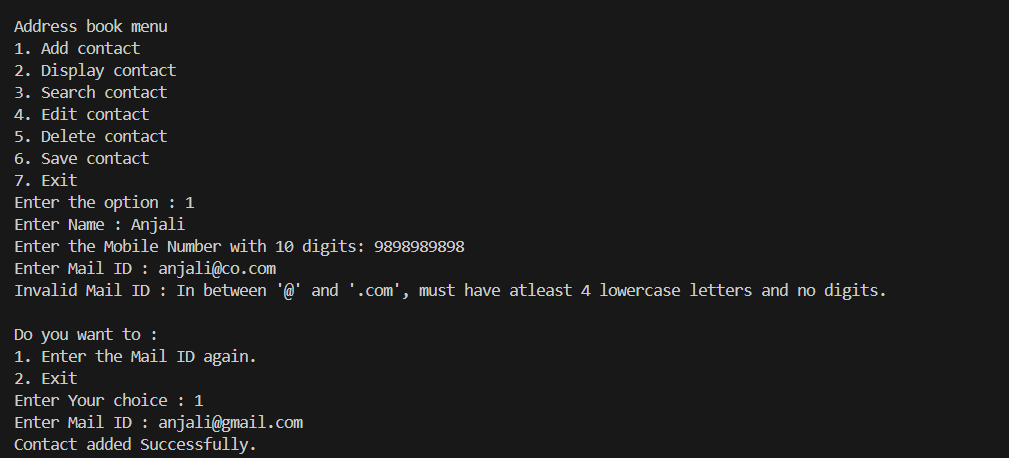 Address book menu
1. Add contact
2. Display contact
3. Search contact
4. Edit contact
5. Delete contact
6. Save contact
7. Exit
Enter the option : 1
Enter Name : Anjali
Enter the Mobile Number with 10 digits: 9898989898
Enter Mail ID : anjali@co.com
Invalid Mail ID : In between '@' and '.com', must have atleast 4 lowercase letters and no digits.
Do you want to :
1. Enter the Mail ID again.
2. Exit
Enter Your choice : 1
Enter Mail ID : anjali@gmail.com
Contact added Successfully.